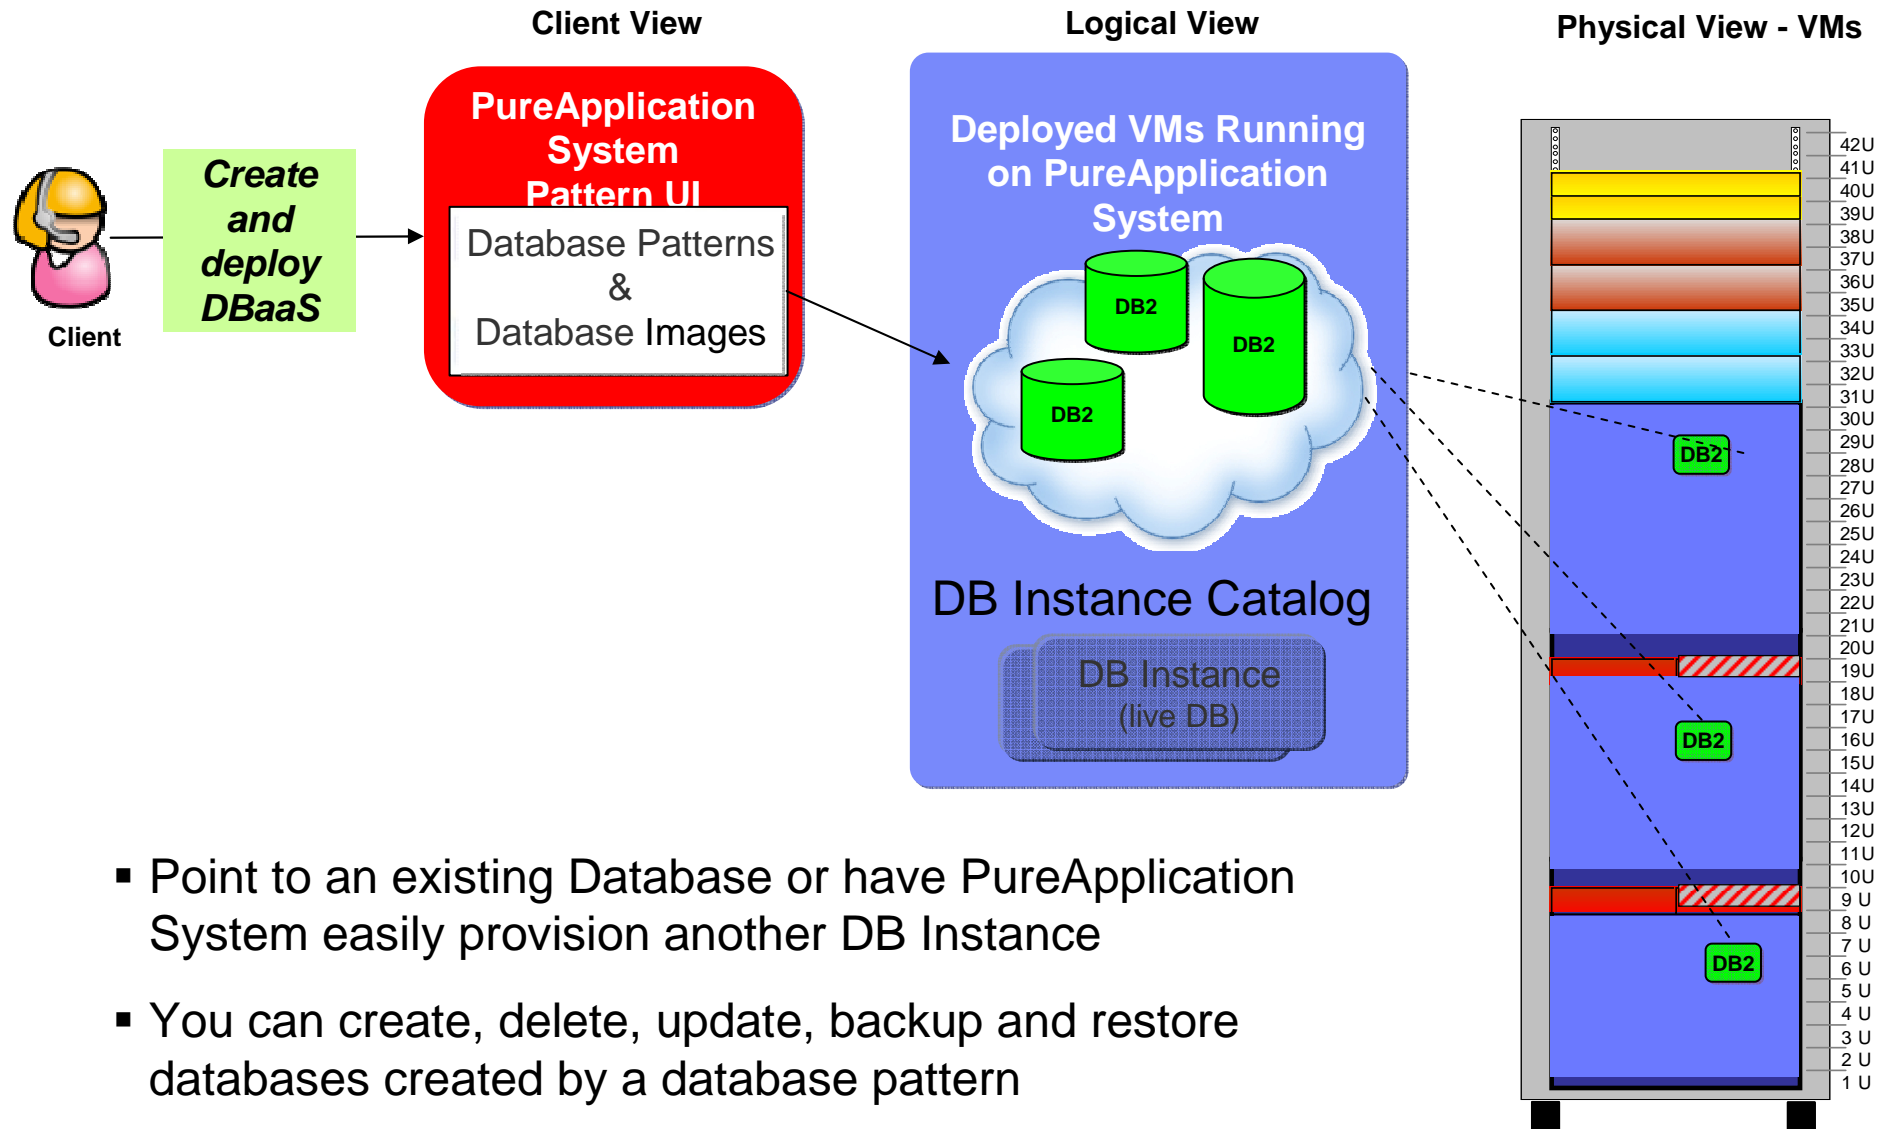 Client View
Logical View
Physical View - VMs
Create
and
deploy
DBaaS
Client
PureApplication
System
Pattern UI
Database Patterns
&
Database Images
Deployed VMs Running
on PureApplication
System
DB2
DB2
DB2
DB Instance Catalog
DB Instance
(live DB)
42U
41U
40U
39U
38U
37U
36U
35U
34U
33U
32U
31U
30U
29U
28U
27U
26U
25U
24U
23U
22U
21U
20U
19U
18U
17U
16U
15U
14U
13U
12U
11U
10U
9 U
8 U
7 U
6 U
5 U
4 U
3 U
2 U
1 U
DB2
DB2
DB2
▪ Point to an existing Database or have PureApplication
System easily provision another DB Instance
▪ You can create, delete, update, backup and restore
databases created by a database pattern